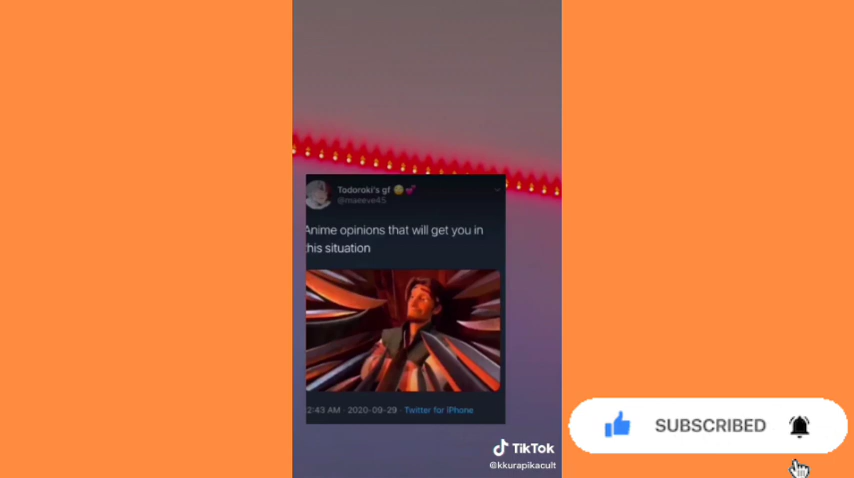 Todoroki's gf 😳💕
@maeeve45
Anime opinions that will get you in
this situation
2:43 AM · 2020-09-29 · Twitter for iPhone
TikTok
@kkurapikacult
SUBSCRIBED